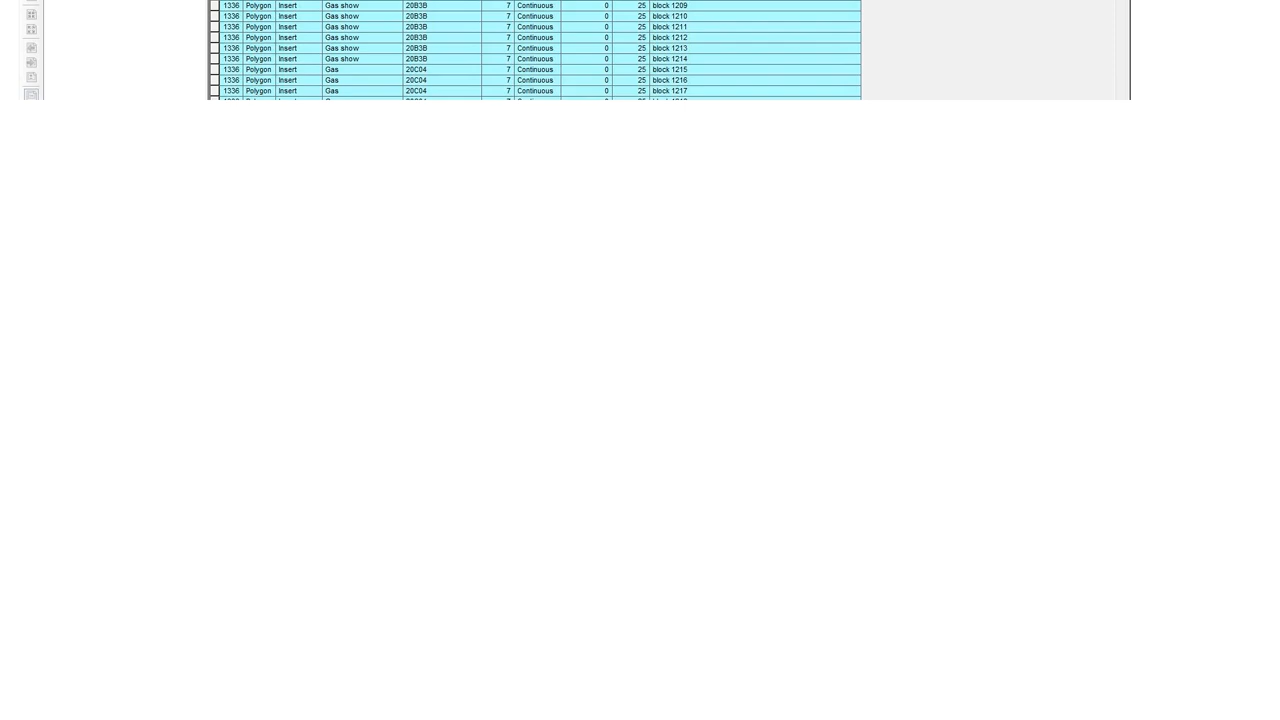 1336 Polygon Insert Gas show 20B3B 7 Continuous 0 25 block 1209
1336 Polygon Insert Gas show 20B3B 7 Continuous 0 25 block 1210
1336 Polygon Insert Gas show 20B3B 7 Continuous 0 25 block 1211
1336 Polygon Insert Gas show 20B3B 7 Continuous 0 25 block 1212
1336 Polygon Insert Gas show 20B3B 7 Continuous 0 25 block 1213
1336 Polygon Insert Gas show 20B3B 7 Continuous 0 25 block 1214
1336 Polygon Insert Gas 20C04 7 Continuous 0 25 block 1215
1336 Polygon Insert Gas 20C04 7 Continuous 0 25 block 1216
1336 Polygon Insert Gas 20C04 7 Continuous 0 25 block 1217